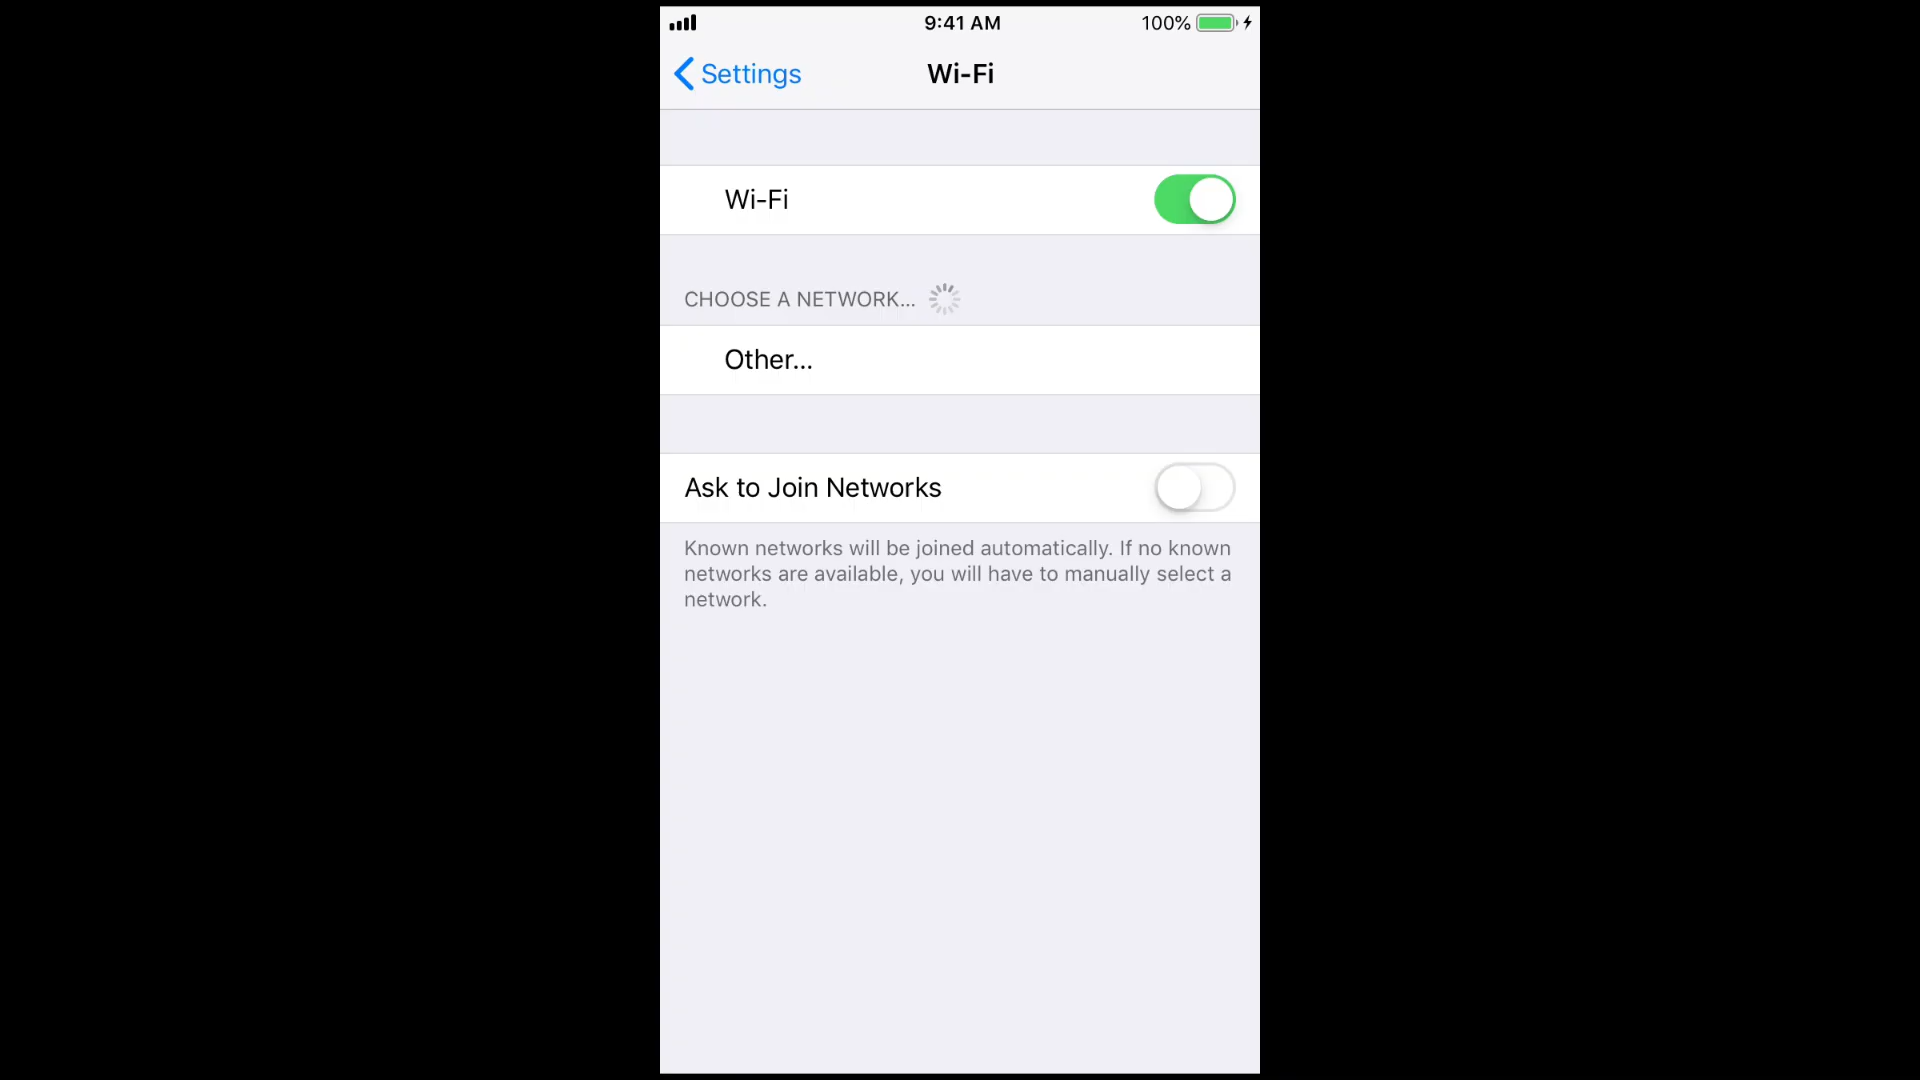 9:41 AM
100%
Settings
Wi-Fi
Wi-Fi
CHOOSE A NETWORK...
Other...
Ask to Join Networks
Known networks will be joined automatically. If no known
networks are available, you will have to manually select a
network.